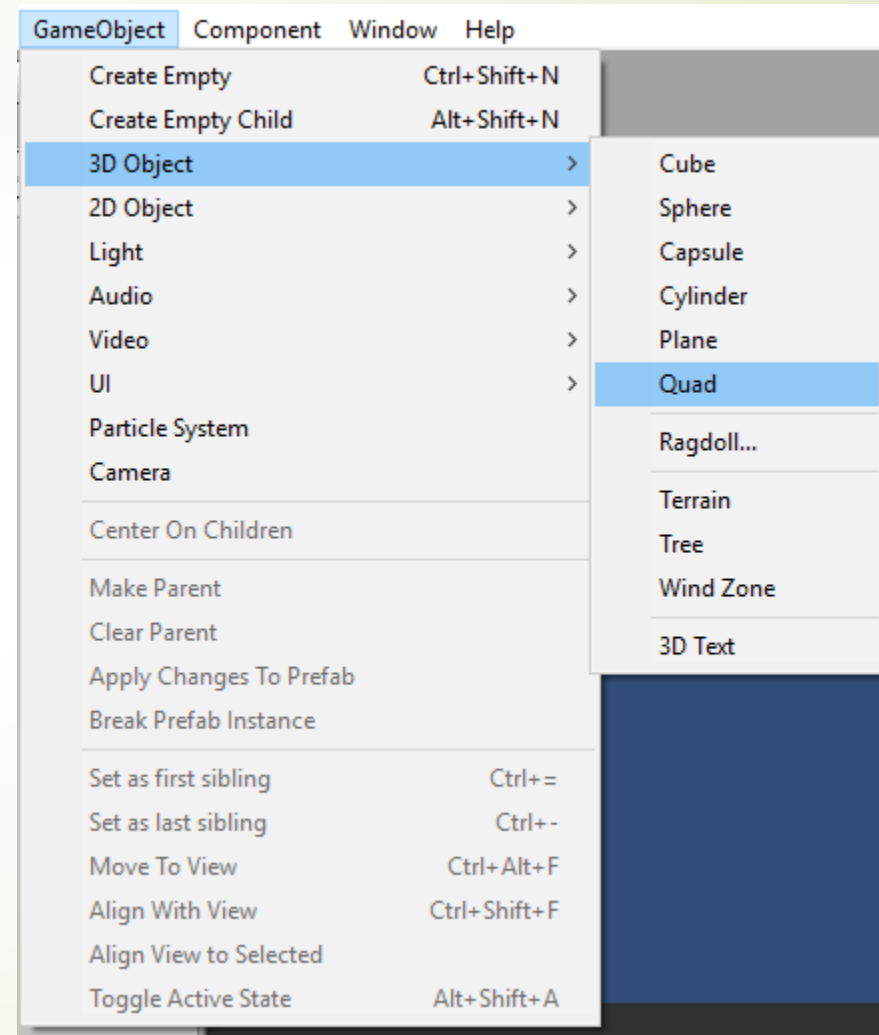 GameObject Component Window Help
Create Empty Ctrl+Shift+N
Create Empty Child Alt+Shift+N
3D Object >
2D Object >
Light >
Audio >
Video >
UI >
Particle System
Camera
Center On Children
Make Parent
Clear Parent
Apply Changes To Prefab
Break Prefab Instance
Set as first sibling Ctrl+=
Set as last sibling Ctrl+-
Move To View Ctrl+Alt+F
Align With View Ctrl+Shift+F
Align View to Selected
Toggle Active State Alt+Shift+A
Cube
Sphere
Capsule
Cylinder
Plane
Quad
Ragdoll...
Terrain
Tree
Wind Zone
3D Text